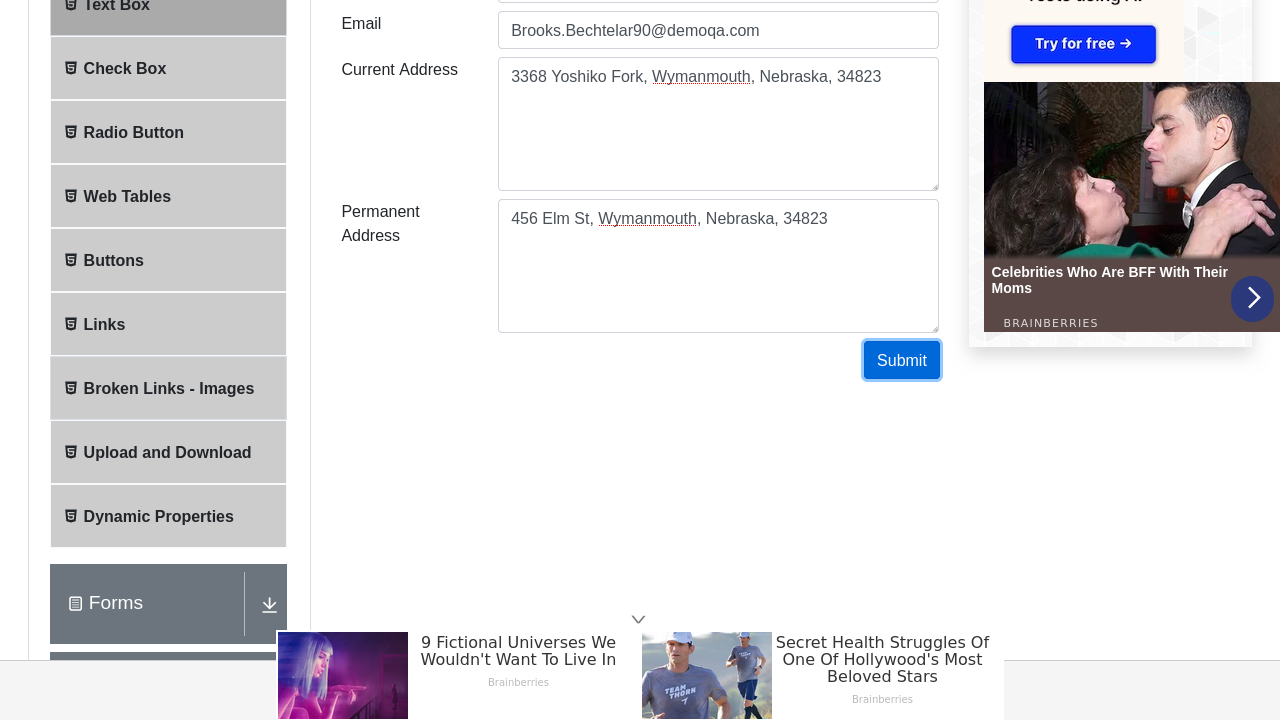 Text Box
Email
Brooks.Bechtelar90@demoqa.com
Current Address
3368 Yoshiko Fork, Wymanmouth, Nebraska, 34823
Check Box
Radio Button
Web Tables
Permanent
Address
456 Elm St, Wymanmouth, Nebraska, 34823
Buttons
Links
Submit
Broken Links - Images
Upload and Download
Dynamic Properties
Forms
Try for free →
Celebrities Who Are BFF With Their
Moms
BRAINBERRIES
9 Fictional Universes We
Wouldn't Want To Live In
Brainberries
TEAM
THORN
Secret Health Struggles Of
One Of Hollywood's Most
Beloved Stars
Brainberries